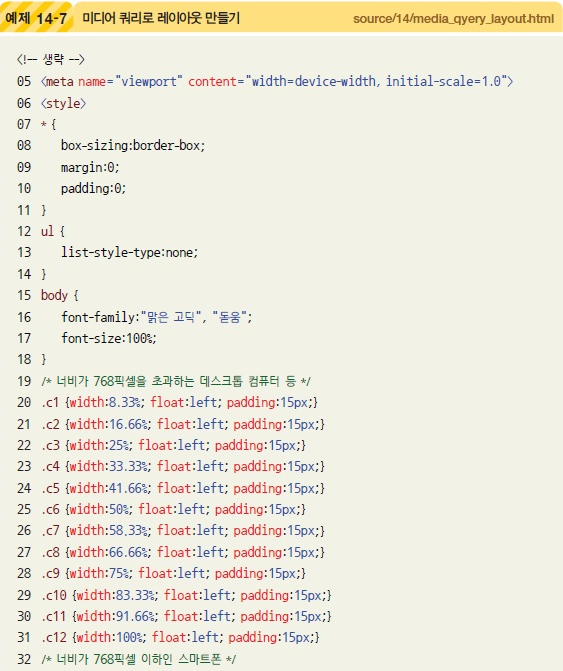 예제 14-7 미디어 쿼리로 레이아웃 만들기 source/14/media_qyery_layout.html
<!-- 생략 -->
05 <meta name="viewport" content="width=device-width, initial-scale=1.0">
06 <style>
07 * {
08 box-sizing:border-box;
09 margin:0;
10 padding:0;
11 }
12 ul {
13 list-style-type:none;
14 }
15 body {
16 font-family:"맑은 고딕", "돋움";
17 font-size:100%;
18 }
19 /* 너비가 768픽셀을 초과하는 데스크톱 컴퓨터 등 */
20 .c1 {width:8.33%; float:left; padding:15px;}
21 .c2 {width:16.66%; float:left; padding:15px;}
22 .c3 {width:25%; float:left; padding:15px;}
23 .c4 {width:33.33%; float:left; padding:15px;}
24 .c5 {width:41.66%; float:left; padding:15px;}
25 .c6 {width:50%; float:left; padding:15px;}
26 .c7 {width:58.33%; float:left; padding:15px;}
27 .c8 {width:66.66%; float:left; padding:15px;}
28 .c9 {width:75%; float:left; padding:15px;}
29 .c10 {width:83.33%; float:left; padding:15px;}
30 .c11 {width:91.66%; float:left; padding:15px;}
31 .c12 {width:100%; float:left; padding:15px;}
32 /* 너비가 768픽셀 이하인 스마트폰 */